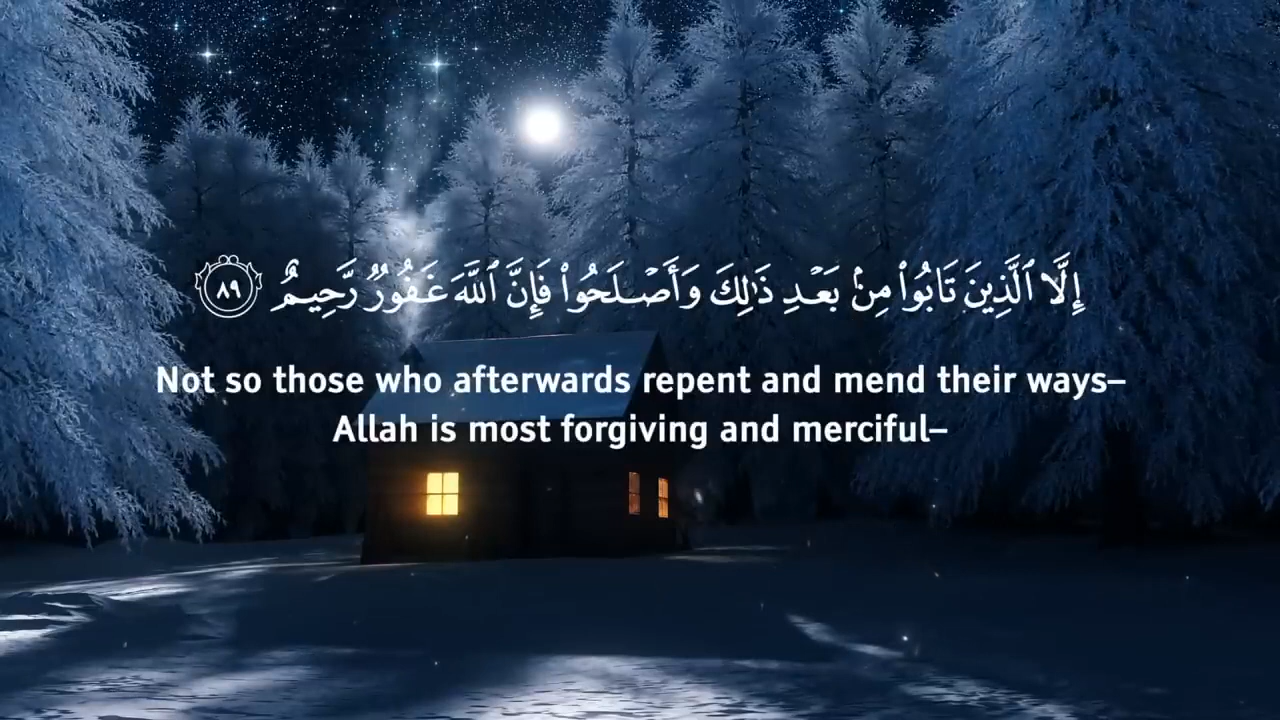 إِلَّا ٱلَّذِينَ تَابُوا۟ مِنۢ بَعْدِ ذَٰلِكَ وَأَصْلَحُوا۟ فَإِنَّ ٱللَّهَ غَفُورٌ رَّحِيمٌ ٨٩
Not so those who afterwards repent and mend their ways–
Allah is most forgiving and merciful–